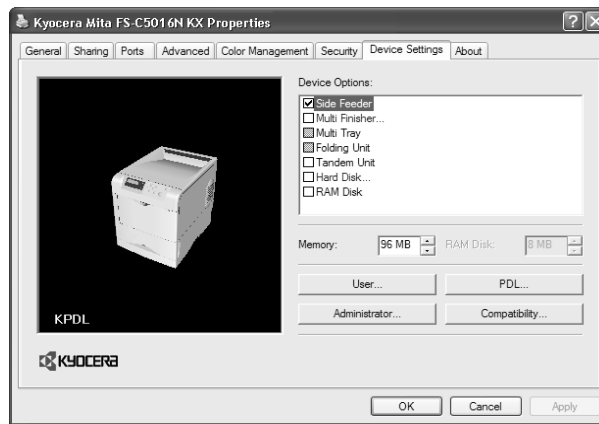 Kyocera Mita FS-C5016N KX Properties
General Sharing Ports Advanced Color Management Security Device Settings About
Device Options:
Side Feeder
Multi Finisher...
Multi Tray
Folding Unit
Tandem Unit
Hard Disk...
RAM Disk
Memory: 96 MB RAM Disk: 8 MB
User... PDL...
Administrator... Compatibility...
KPDL
KYOCERA
OK Cancel Apply